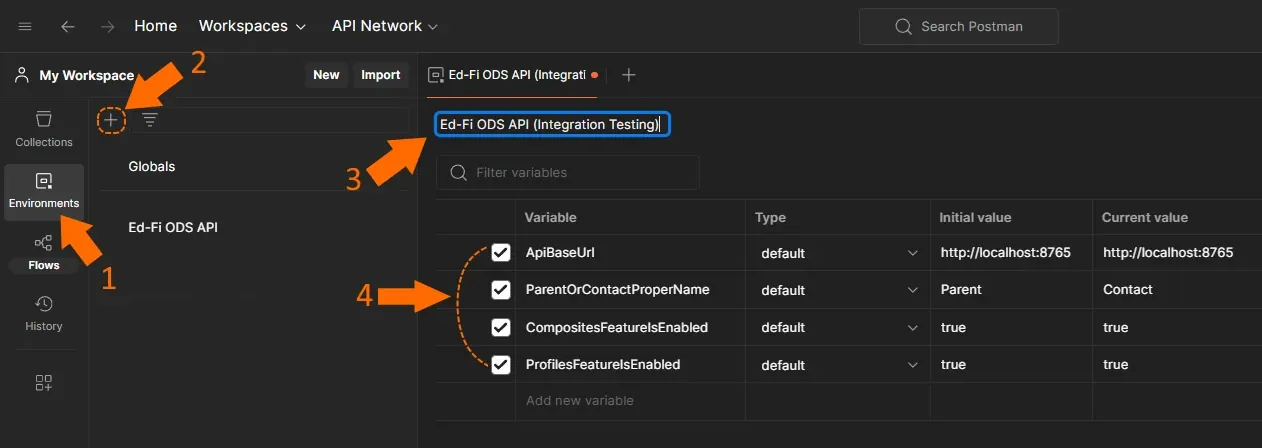 Home Workspaces API Network Search Postman
2
My Workspace New Import Ed-Fi ODS API (Integrati
Collections
Ed-Fi ODS API (Integration Testing)
3
Globals
Filter variables
Environments
Variable Type Initial value Current value
Ed-Fi ODS API
ApiBaseUrl default http://localhost:8765 http://localhost:8765
Flows
1
4
ParentOrContactProperName default Parent Contact
History
CompositesFeatureIsEnabled default true true
ProfilesFeatureIsEnabled default true true
Add new variable